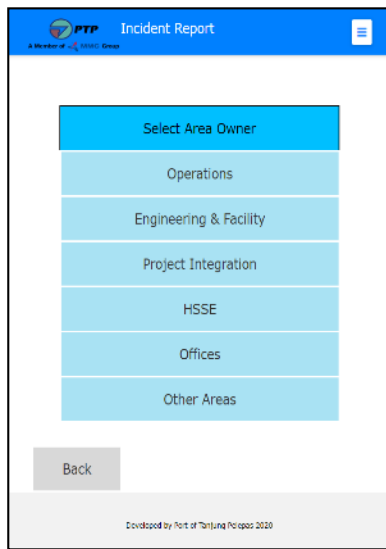 PTP
Incident Report
A Member of MMC Group
Select Area Owner
Operations
Engineering & Facility
Project Integration
HSSE
Offices
Other Areas
Back
Developed by Port of Tanjung Pelepas 2020